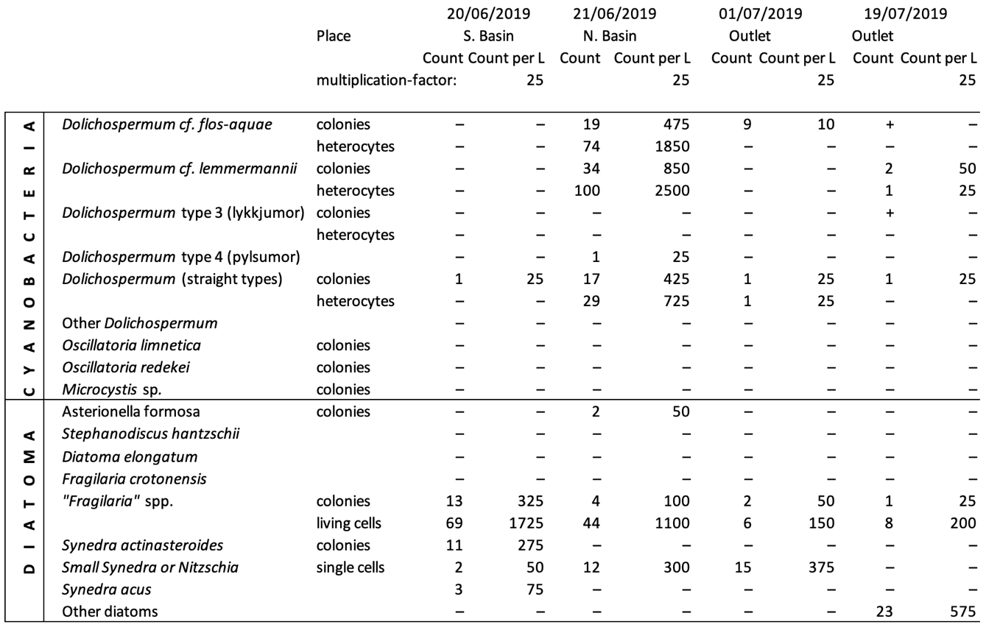 20/06/2019 21/06/2019 01/07/2019 19/07/2019
Place S. Basin N. Basin Outlet Outlet
Count Count per L Count Count per L Count Count per L Count Count per L
multiplication-factor: 25 25 25 25
CYANOBACTERIA
Dolichospermum cf. flos-aquae colonies – – 19 475 9 10 + –
heterocytes – – 74 1850 – – – –
Dolichospermum cf. lemmermannii colonies – – 34 850 – – 2 50
heterocytes – – 100 2500 – – 1 25
Dolichospermum type 3 (lykkjumor) colonies – – – – – – + –
heterocytes – – – – – – – –
Dolichospermum type 4 (pylsumor) – – 1 25 – – – –
Dolichospermum (straight types) colonies 1 25 17 425 1 25 1 25
heterocytes – – 29 725 1 25 – –
Other Dolichospermum – – – – – – – –
Oscillatoria limnetica colonies – – – – – – – –
Oscillatoria redekei colonies – – – – – – – –
Microcystis sp. colonies – – – – – – – –
DIATOMA
Asterionella formosa colonies – – 2 50 – – – –
Stephanodiscus hantzschii – – – – – – – –
Diatoma elongatum – – – – – – – –
Fragilaria crotonensis – – – – – – – –
"Fragilaria" spp. colonies 13 325 4 100 2 50 1 25
living cells 69 1725 44 1100 6 150 8 200
Synedra actinasteroides colonies 11 275 – – – – – –
Small Synedra or Nitzschia single cells 2 50 12 300 15 375 – –
Synedra acus 3 75 – – – – – –
Other diatoms – – – – – – 23 575